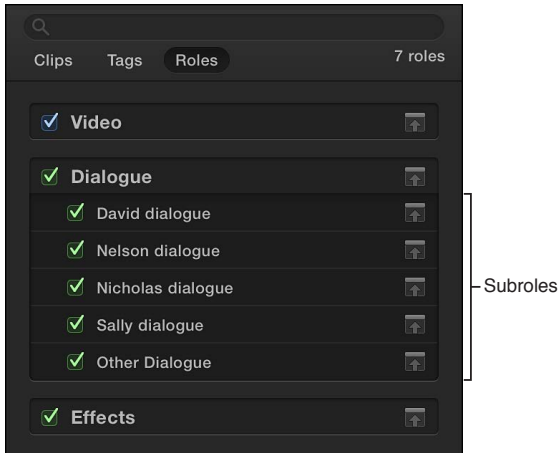 Clips Tags Roles 7 roles
Video
Dialogue
David dialogue
Nelson dialogue
Nicholas dialogue
Sally dialogue
Other Dialogue
Subroles
Effects